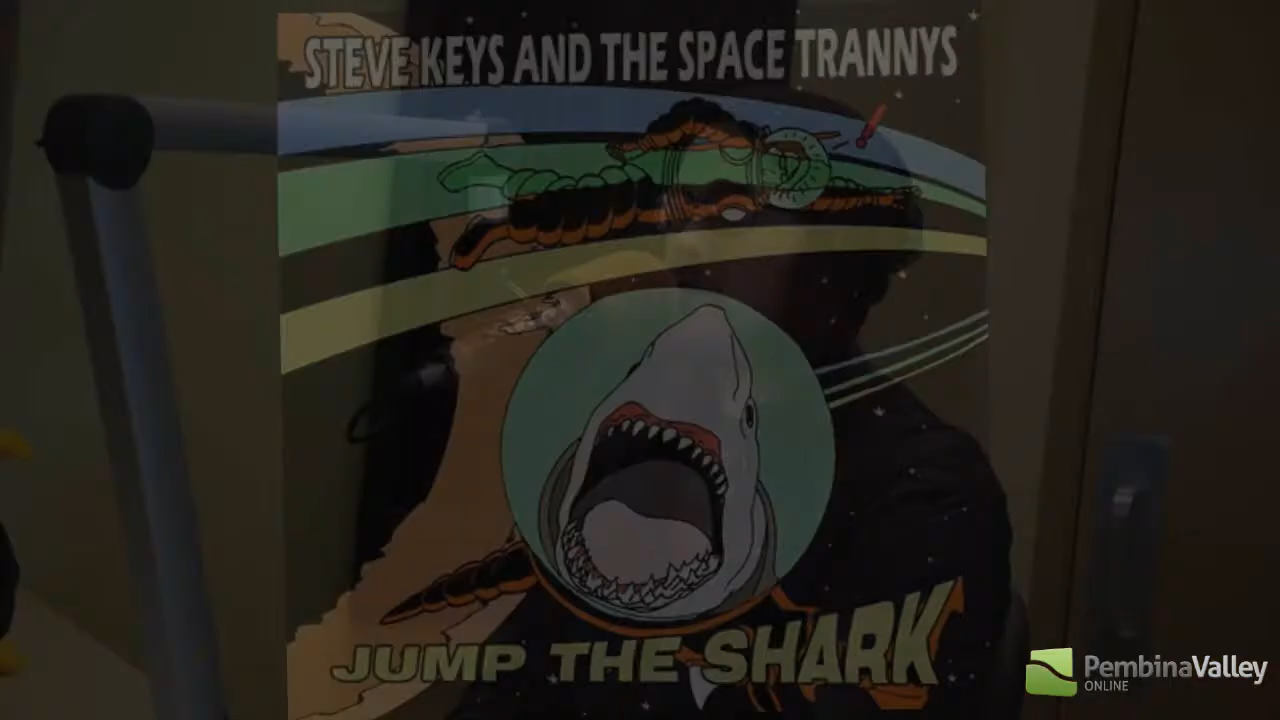 STEVE KEYS AND THE SPACE TRANNYS
JUMP THE SHARK
PembinaValley
ONLINE